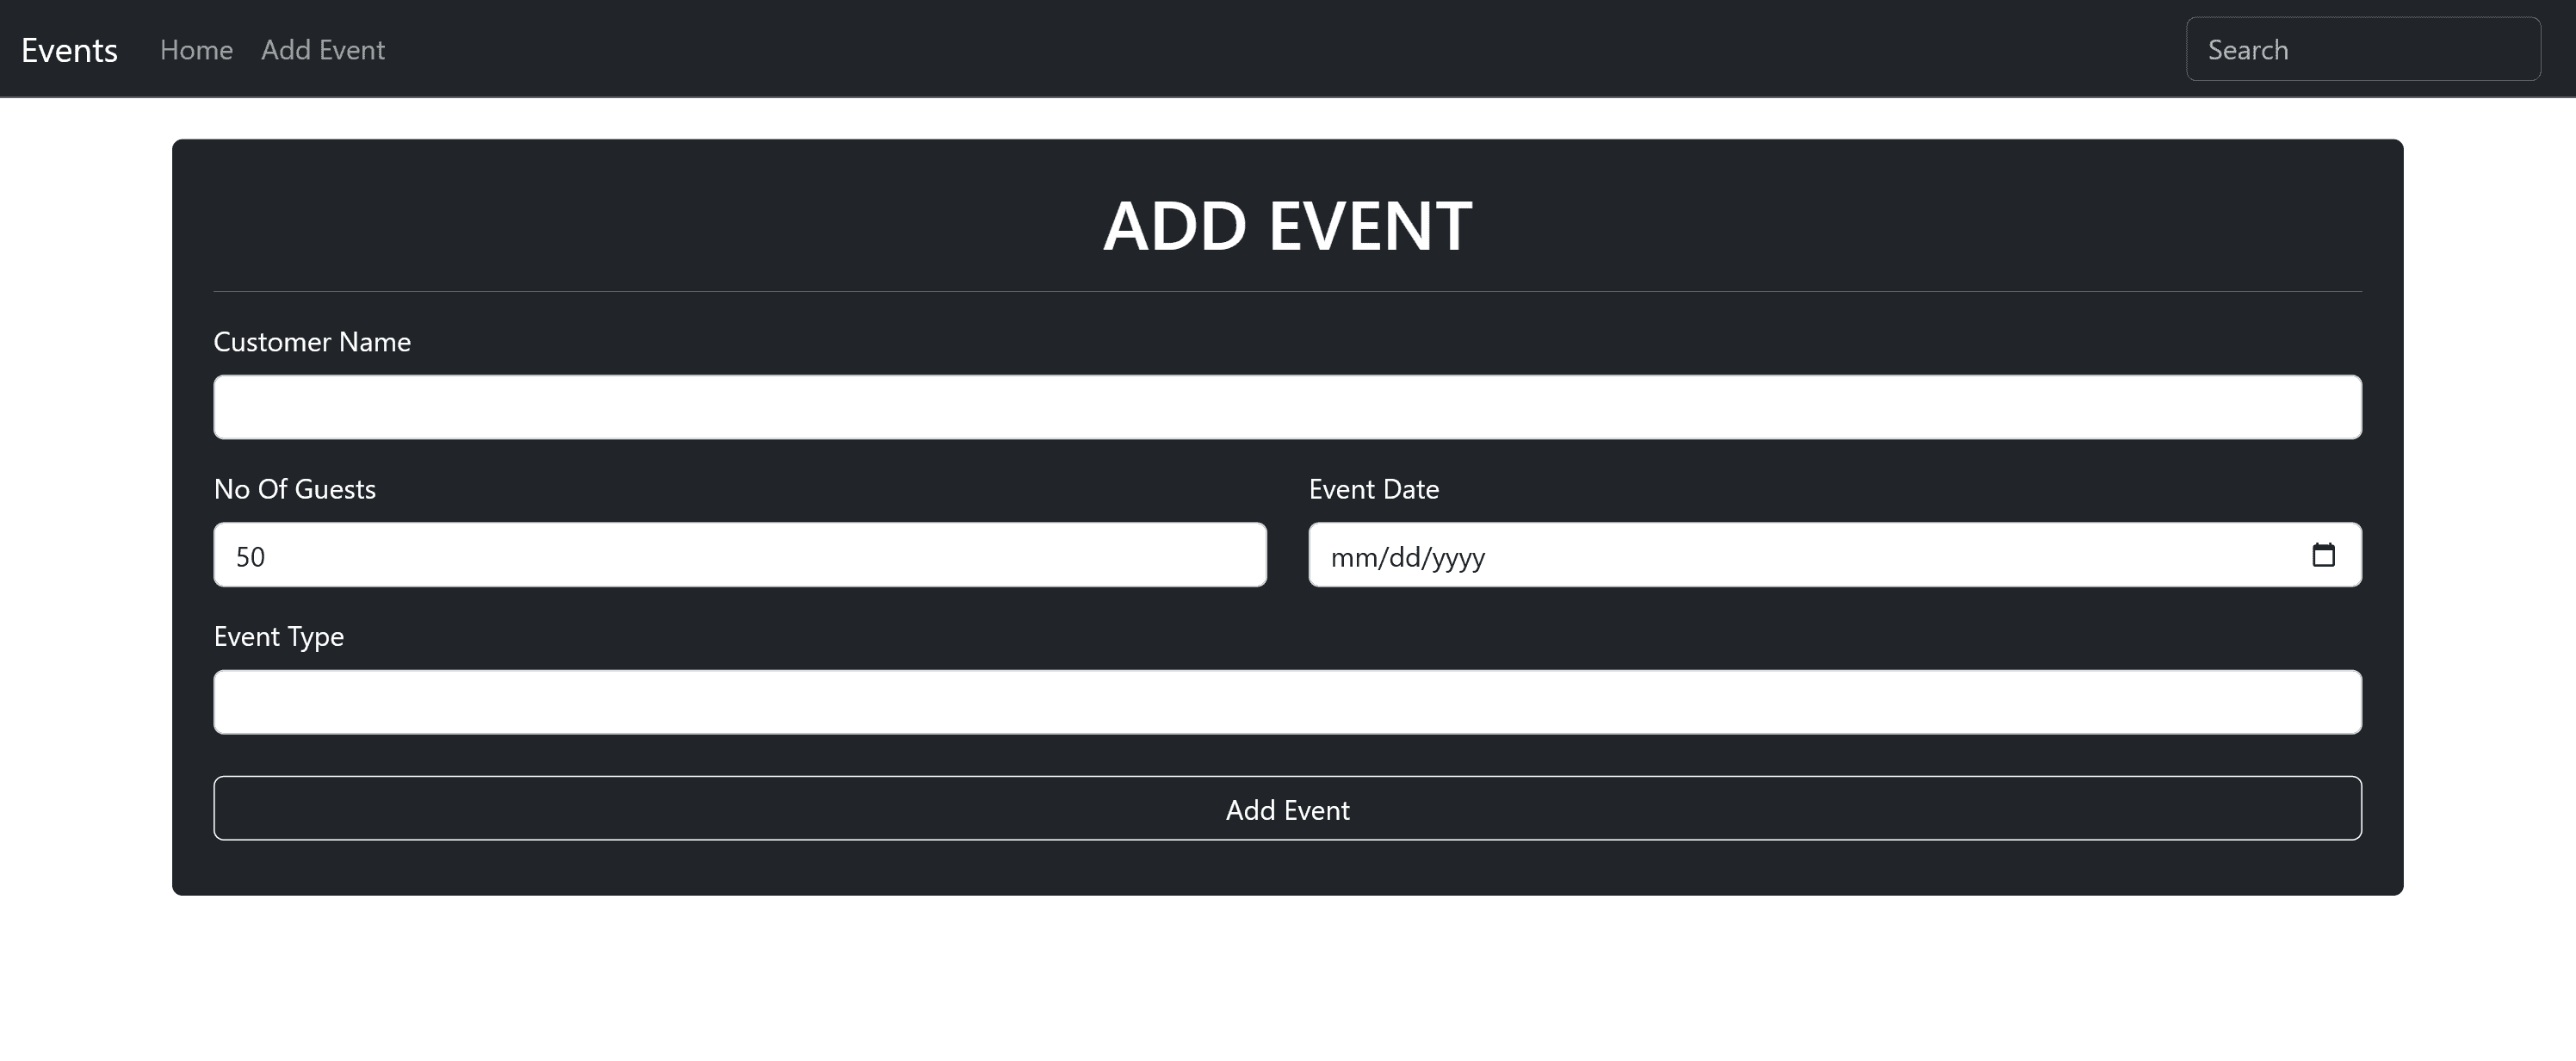 Events Home Add Event Search
ADD EVENT
Customer Name
No Of Guests Event Date
50 mm/dd/yyyy
Event Type
Add Event